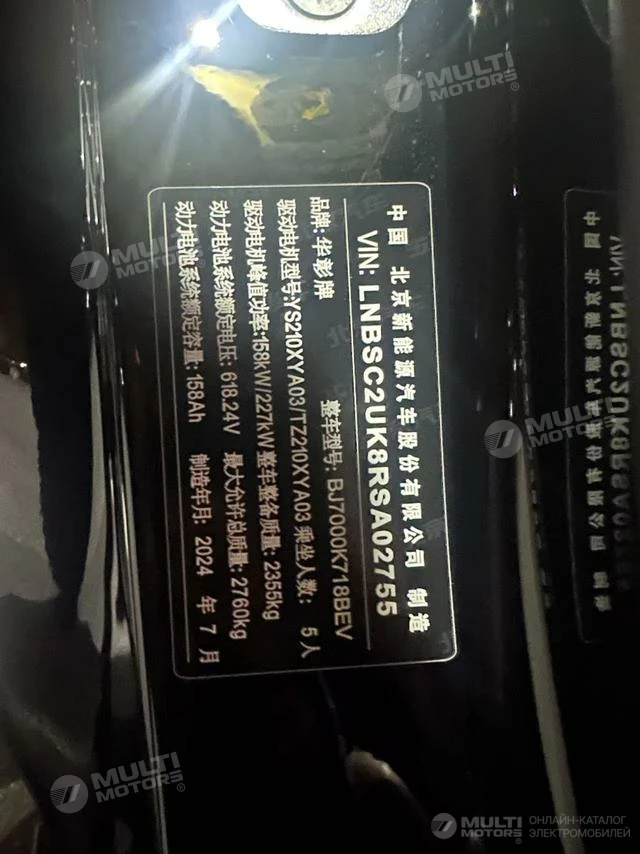 中国 北京新能源汽车股份有限公司 制造
VIN: LNBSC2UK8RSA02755
品牌: 华彰牌 整车型号: BJ7000K718BEV
驱动电机型号:YS210XYA03/TZ210XYA03 乘坐人数: 5人
驱动电机峰值功率:158kW/227kW 整车整备质量: 2355kg
动力电池系统额定电压: 618.24V 最大允许总质量: 2760kg
动力电池系统额定容量: 158Ah 制造年月: 2024 年 7 月
MULTI
MOTORS®
MULTI
MOTORS®
MULTI
MOTORS®
MULTI
MOTORS®
MULTI
MOTORS®
ОНЛАЙН-КАТАЛОГ
ЭЛЕКТРОМОБИЛЕЙ